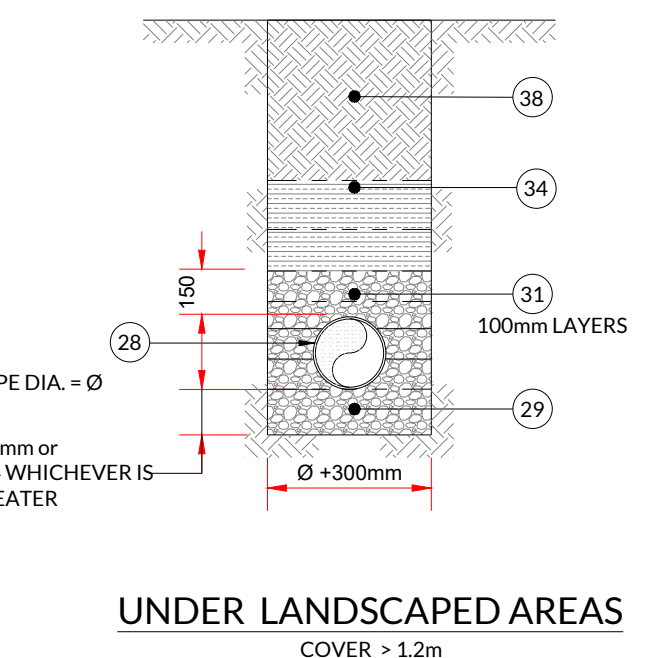 38
34
150
31
100mm LAYERS
28
PE DIA. = Ø
29
mm or
WHICHEVER IS
EATER
Ø +300mm
UNDER LANDSCAPED AREAS
COVER > 1.2m